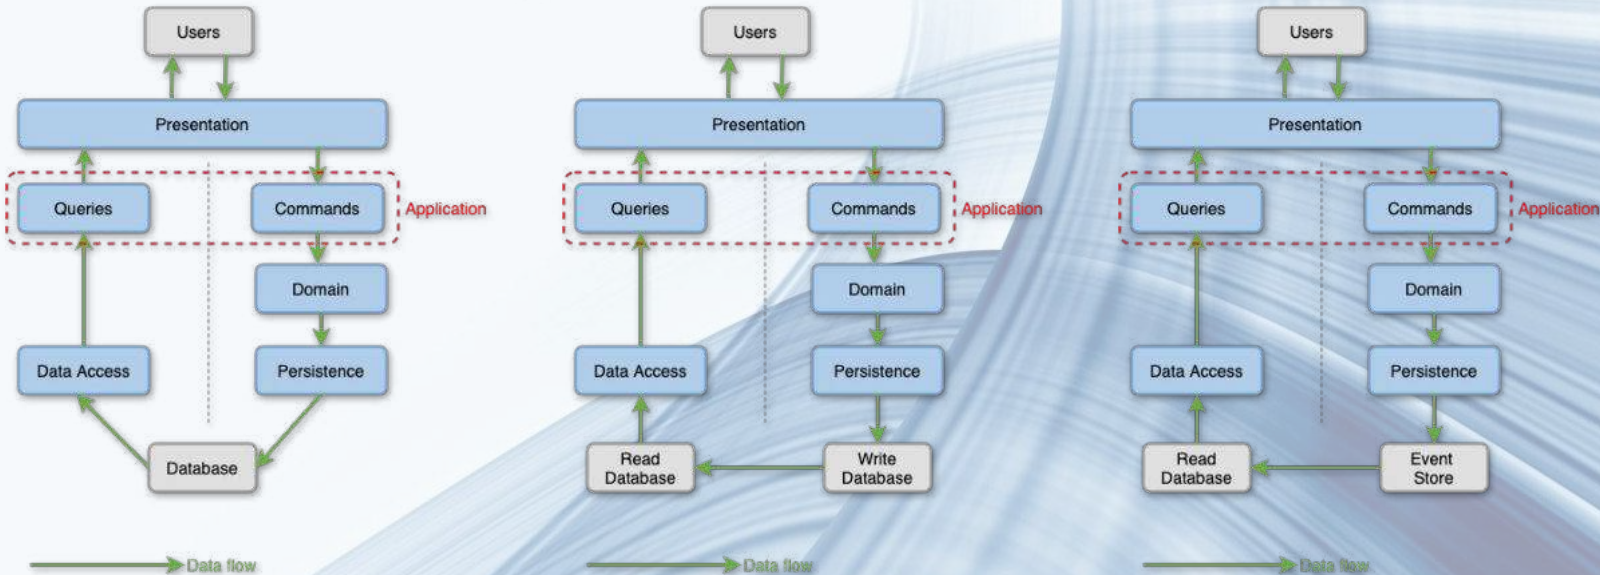 Users
Presentation
Queries
Commands
Application
Domain
Data Access
Persistence
Database
Data flow
Users
Presentation
Queries
Commands
Application
Domain
Data Access
Persistence
Read
Database
Write
Database
Data flow
Users
Presentation
Queries
Commands
Application
Domain
Data Access
Persistence
Read
Database
Event
Store
Data flow